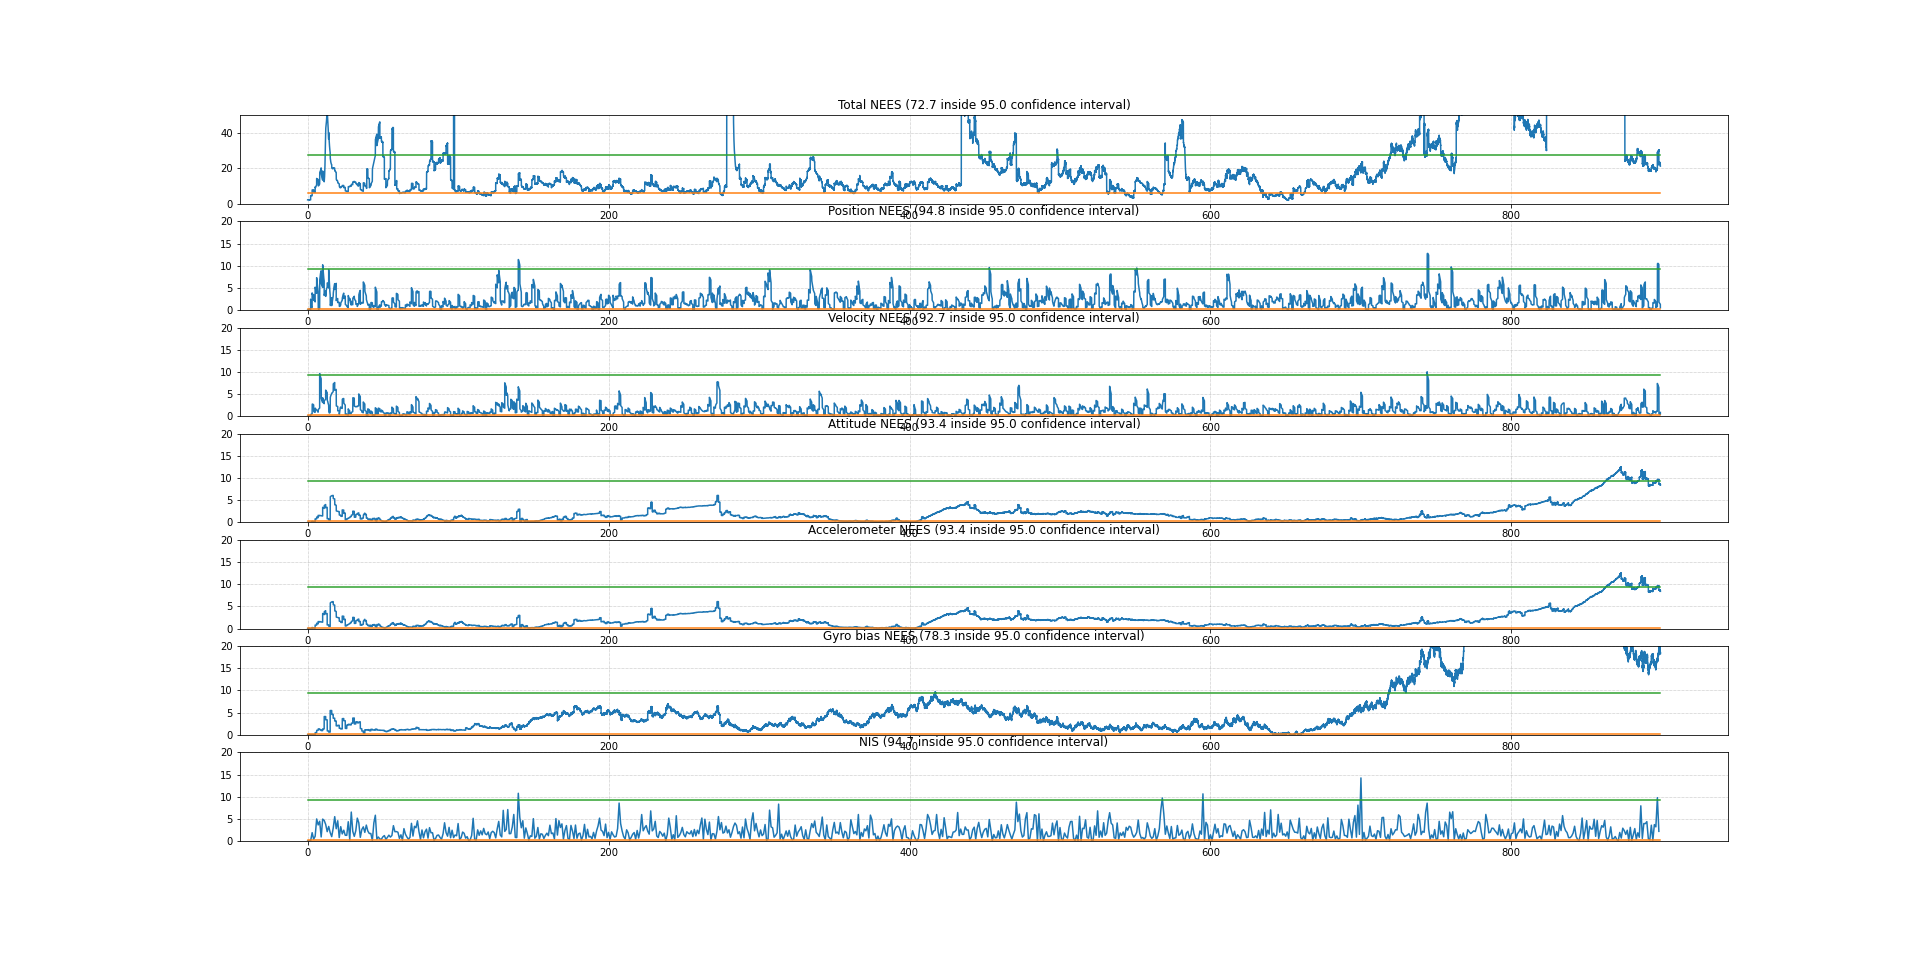 Total NEES (72.7 inside 95.0 confidence interval)
40
20
0
0 200 400 600 800
Position NEES (94.8 inside 95.0 confidence interval)
20
15
10
5
0
0 200 400 600 800
Velocity NEES (92.7 inside 95.0 confidence interval)
20
15
10
5
0
0 200 400 600 800
Attitude NEES (93.4 inside 95.0 confidence interval)
20
15
10
5
0
0 200 400 600 800
Accelerometer NEES (93.4 inside 95.0 confidence interval)
20
15
10
5
0
0 200 400 600 800
Gyro bias NEES (78.3 inside 95.0 confidence interval)
20
15
10
5
0
0 200 400 600 800
NIS (94.7 inside 95.0 confidence interval)
20
15
10
5
0
0 200 400 600 800